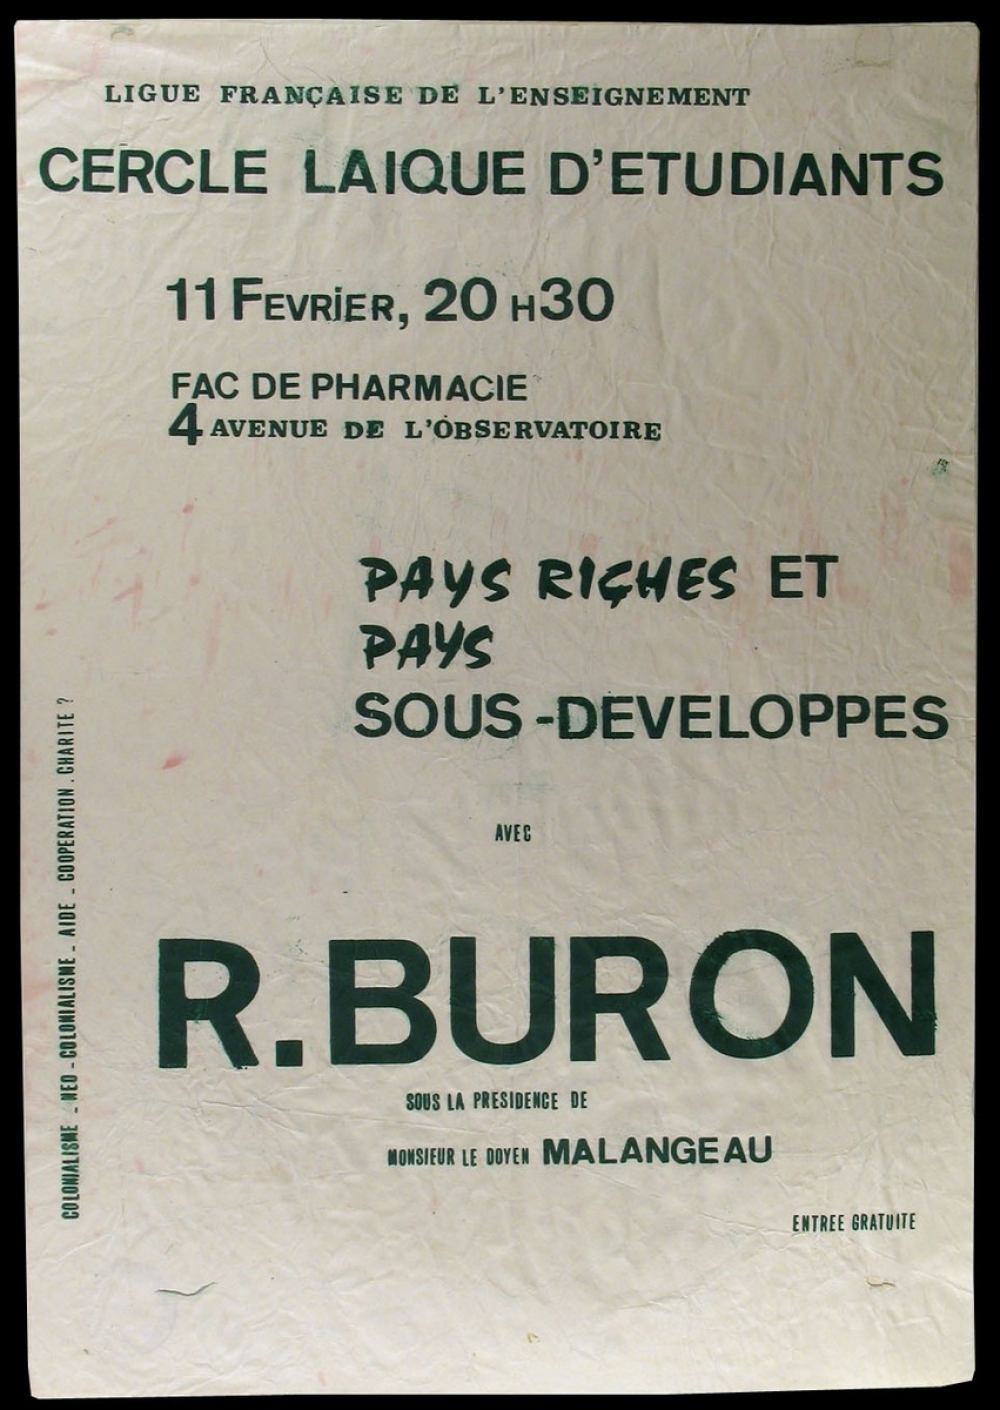 LIGUE FRANÇAISE DE L'ENSEIGNEMENT
CERCLE LAIQUE D'ETUDIANTS
11 FEVRiER, 20 H30
FAC DE PHARMACIE
4 AVENUE DE L'OBSERVATOIRE
PAYS RIÇHES ET
PAYS
SOUS-DEVELOPPES
AVEC
R.BURON
SOUS LA PRESIDENCE DE
MONSIEUR LE DOYEN MALANGEAU
ENTREE GRATUITE
COLONIALISME - NEO-COLONIALISME - AIDE - COOPERATION . CHARITE ?